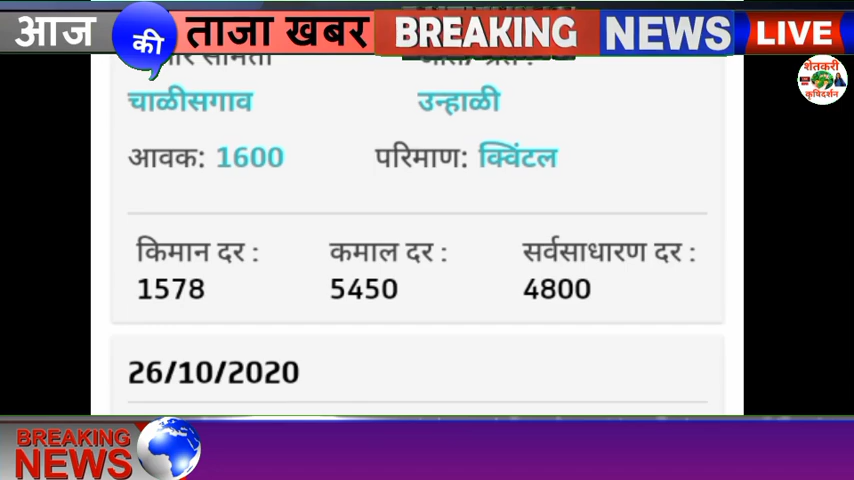 आज की ताजा खबर BREAKING NEWS LIVE
शेतकरी
कृषिदर्शन
चाळीसगाव उन्हाळी
आवक: 1600 परिमाण: क्विंटल
किमान दर : कमाल दर : सर्वसाधारण दर :
1578 5450 4800
26/10/2020
BREAKING
NEWS